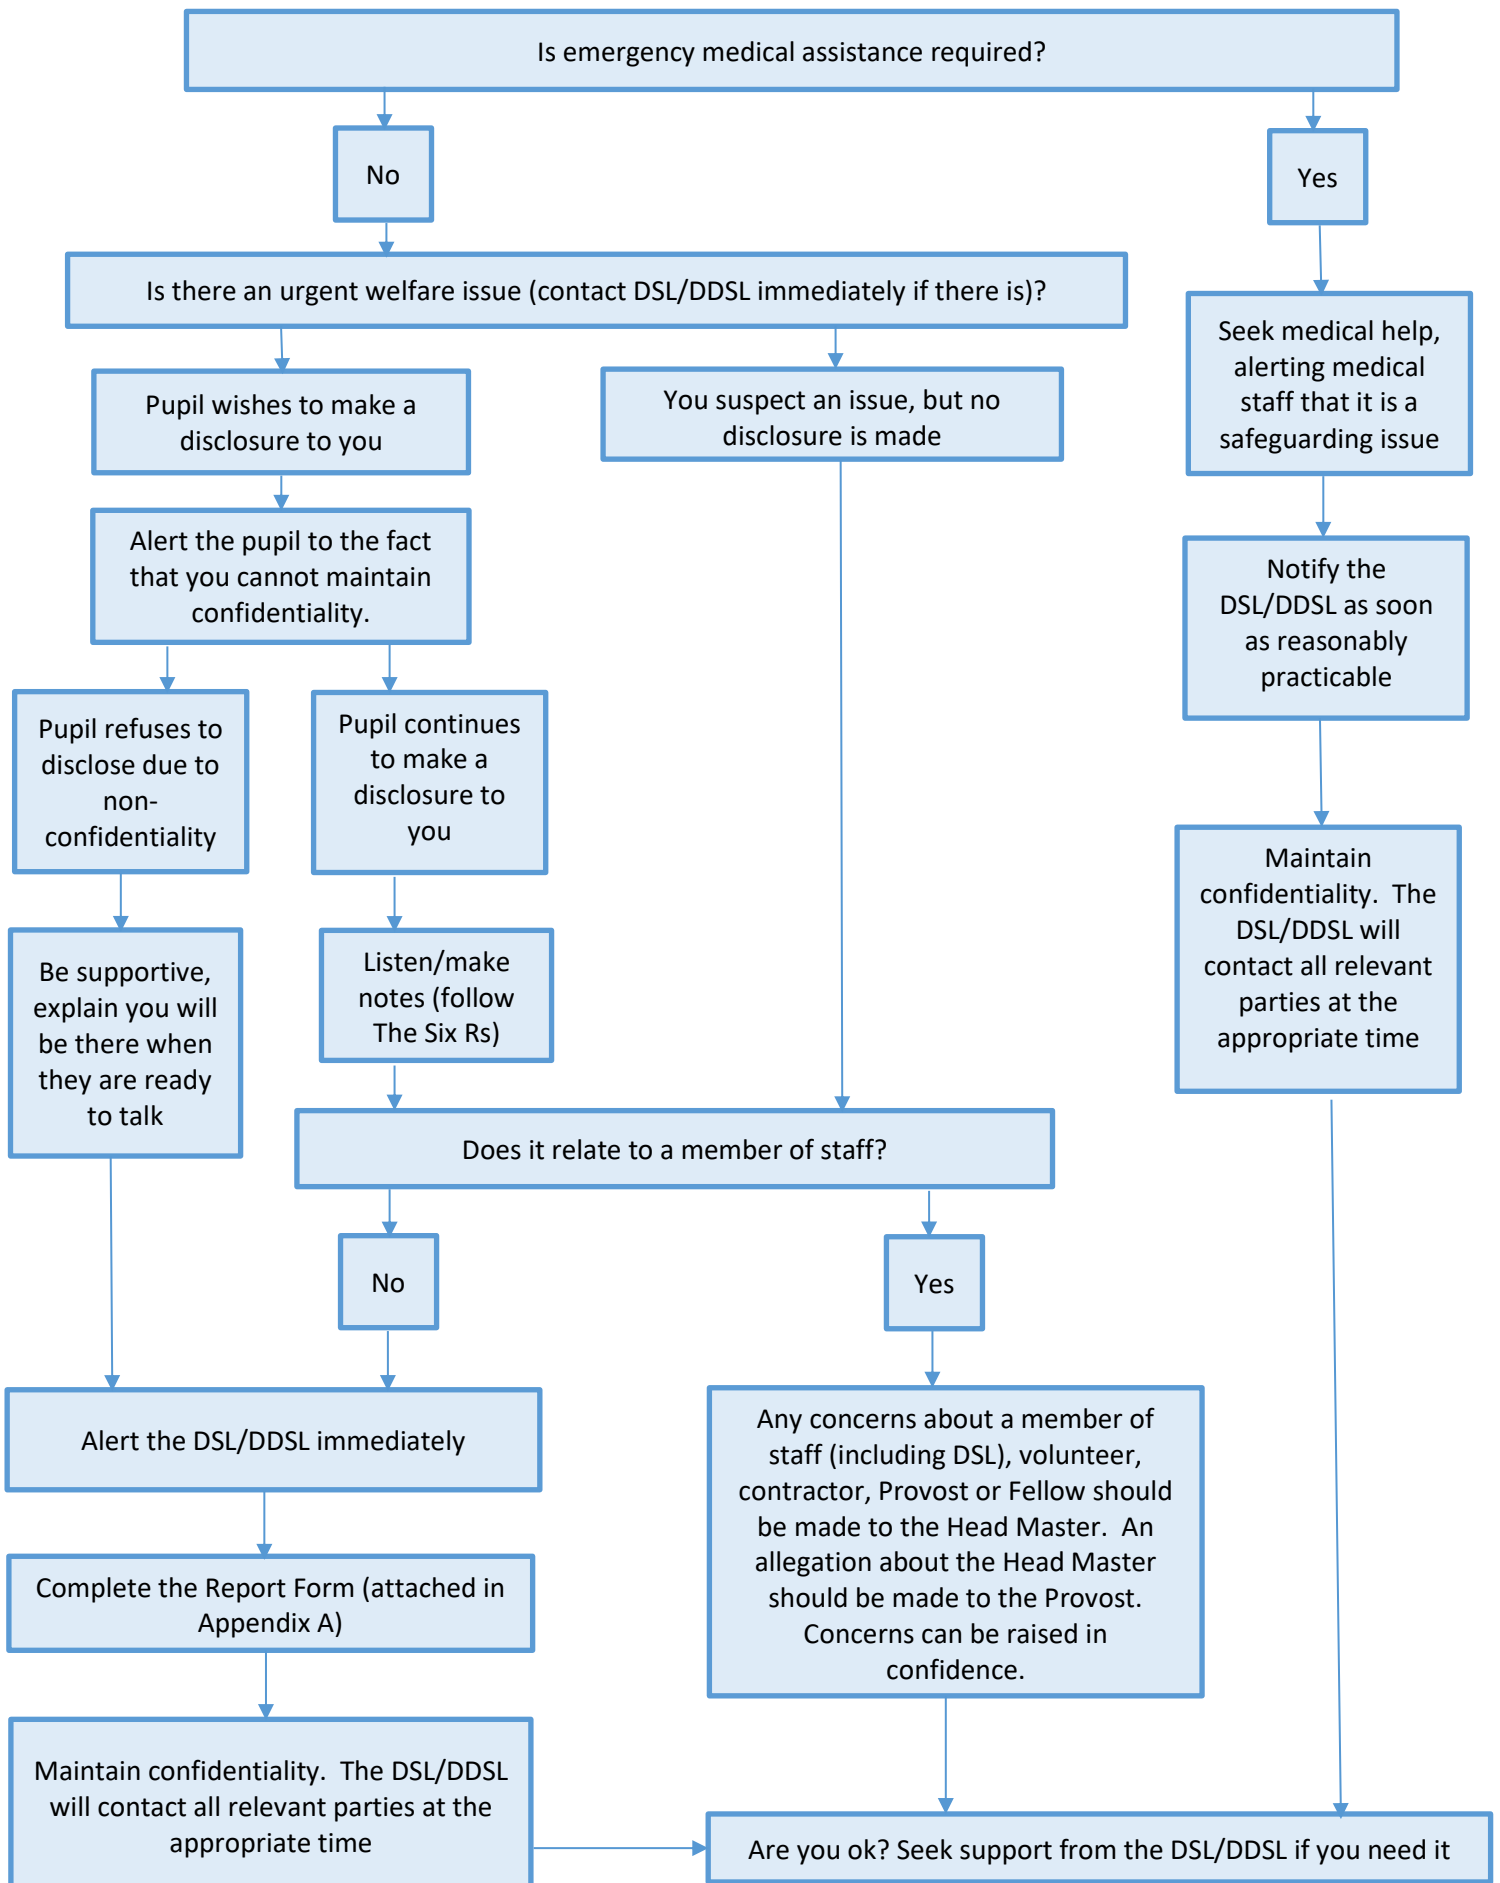 Is emergency medical assistance required?
No
Yes
Is there an urgent welfare issue (contact DSL/DDSL immediately if there is)?
Seek medical help,
alerting medical
staff that it is a
safeguarding issue
Pupil wishes to make a
disclosure to you
You suspect an issue, but no
disclosure is made
Alert the pupil to the fact
that you cannot maintain
confidentiality.
Notify the
DSL/DDSL as soon
as reasonably
practicable
Pupil refuses to
disclose due to
non-
confidentiality
Pupil continues
to make a
disclosure to
you
Maintain
confidentiality.  The
DSL/DDSL will
contact all relevant
parties at the
appropriate time
Be supportive,
explain you will
be there when
they are ready
to talk
Listen/make
notes (follow
The Six Rs)
Does it relate to a member of staff?
No
Yes
Alert the DSL/DDSL immediately
Any concerns about a member of
staff (including DSL), volunteer,
contractor, Provost or Fellow should
be made to the Head Master.  An
allegation about the Head Master
should be made to the Provost.
Concerns can be raised in
confidence.
Complete the Report Form (attached in
Appendix A)
Maintain confidentiality.  The DSL/DDSL
will contact all relevant parties at the
appropriate time
Are you ok? Seek support from the DSL/DDSL if you need it